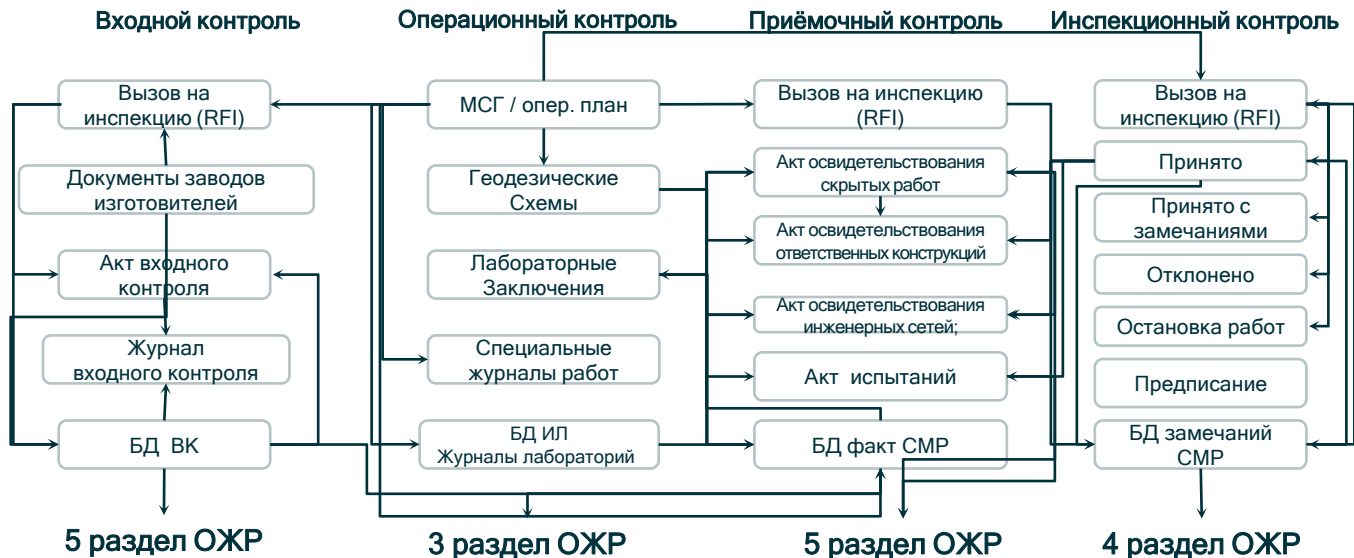 Входной контроль
Операционный контроль
Приёмочный контроль
Инспекционный контроль
Вызов на
инспекцию (RFI)
Документы заводов
изготовителей
Акт входного
контроля
Журнал
входного контроля
БД ВК
5 раздел ОЖР
МСГ / опер. план
Геодезические
Схемы
Лабораторные
Заключения
Специальные
журналы работ
БД ИЛ
Журналы лабораторий
3 раздел ОЖР
Вызов на инспекцию
(RFI)
Акт освидетельствования
скрытых работ
Акт освидетельствования
ответственных конструкций
Акт освидетельствования
инженерных сетей;
Акт испытаний
БД факт СМР
5 раздел ОЖР
Вызов на
инспекцию (RFI)
Принято
Принято с
замечаниями
Отклонено
Остановка работ
Предписание
БД замечаний
СМР
4 раздел ОЖР